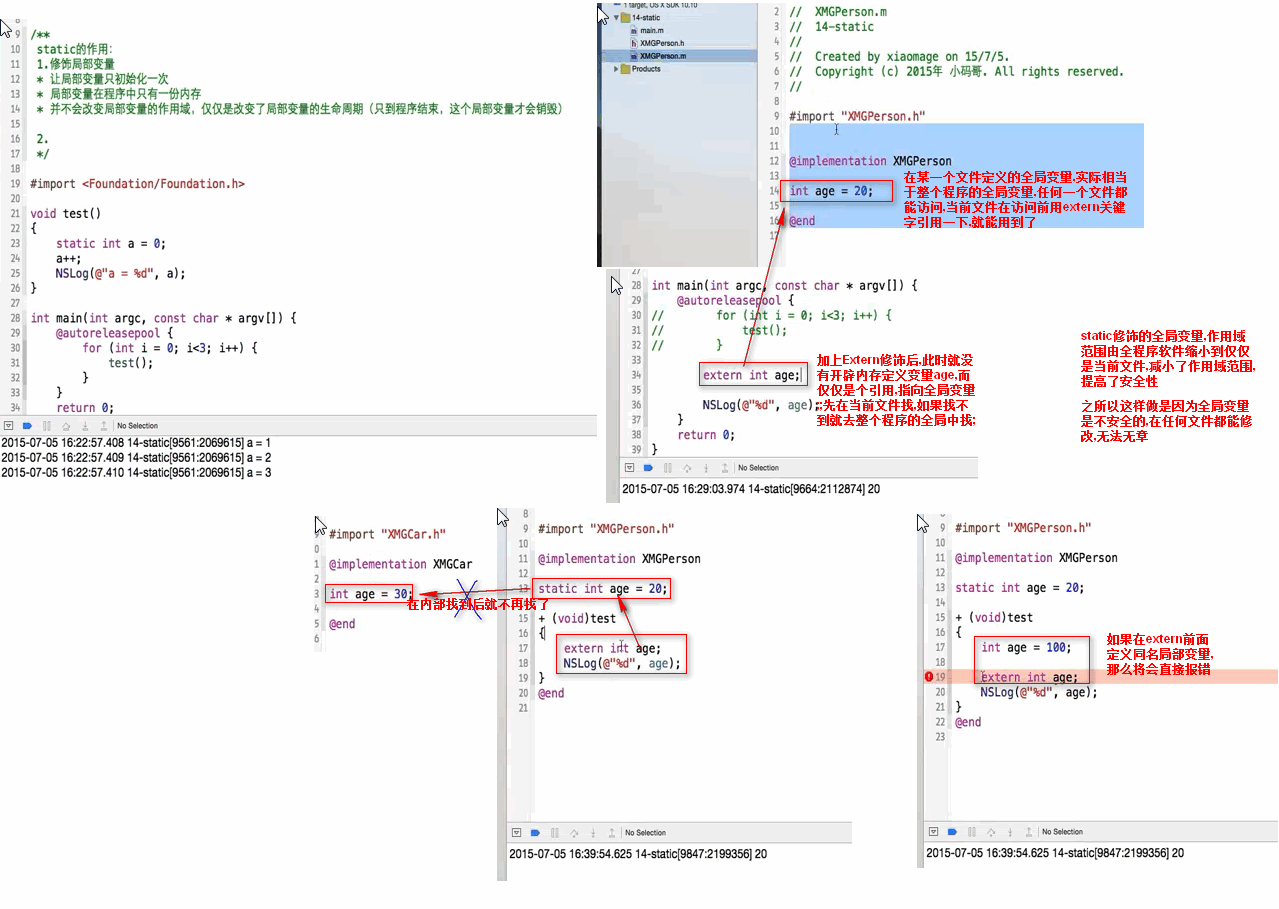 8
9 /**
10 static的作用:
11 1.修饰局部变量
12 * 让局部变量只初始化一次
13 * 局部变量在程序中只有一份内存
14 * 并不会改变局部变量的作用域，仅仅是改变了局部变量的生命周期（只到程序结束，这个局部变量才会销毁）
15
16 2.
17 */
18
19 #import <Foundation/Foundation.h>
20
21 void test()
22 {
23 static int a = 0;
24 a++;
25 NSLog(@"a = %d", a);
26 }
27
28 int main(int argc, const char * argv[]) {
29 @autoreleasepool {
30 for (int i = 0; i<3; i++) {
31 test();
32 }
33 }
34 return 0;
No Selection
2015-07-05 16:22:57.408 14-static[9561:2069615] a = 1
2015-07-05 16:22:57.409 14-static[9561:2069615] a = 2
2015-07-05 16:22:57.410 14-static[9561:2069615] a = 3
1 target, OS X SDK 10.10
14-static
main.m
XMGPerson.h
XMGPerson.m
Products
2 // XMGPerson.m
3 // 14-static
4 //
5 // Created by xiaomage on 15/7/5.
6 // Copyright (c) 2015年 小码哥. All rights reserved.
7 //
8
9 #import "XMGPerson.h"
10
11
12 @implementation XMGPerson
13
14 int age = 20;
15
16 @end
17
在某一个文件定义的全局变量,实际相当
于整个程序的全局变量,任何一个文件都
能访问,当前文件在访问前用extern关键
字引用一下,就能用到了
27
28 int main(int argc, const char * argv[]) {
29 @autoreleasepool {
30 // for (int i = 0; i<3; i++) {
31 // test();
32 // }
33
34 extern int age;
35
36 NSLog(@"%d", age);
37 }
38 return 0;
39 }
加上Extern修饰后,此时就没
有开辟内存定义变量age,而
仅仅是个引用,指向全局变量
;先在当前文件找,如果找不
到就去整个程序的全局中找;
No Selection
2015-07-05 16:29:03.974 14-static[9664:2112874] 20
static修饰的全局变量,作用域
范围由全程序软件缩小到仅仅
是当前文件,减小了作用域范围,
提高了安全性
之所以这样做是因为全局变量
是不安全的,在任何文件都能修
改,无法无章
9 #import "XMGCar.h"
0
1 @implementation XMGCar
2
3 int age = 30;
4
5 @end
6
在内部找到后就不再找了
8
9 #import "XMGPerson.h"
10
11 @implementation XMGPerson
12
13 static int age = 20;
14
15 + (void)test
16 {
17 extern int age;
18 NSLog(@"%d", age);
19 }
20 @end
21
No Selection
2015-07-05 16:39:54.625 14-static[9847:2199356] 20
8
9 #import "XMGPerson.h"
10
11 @implementation XMGPerson
12
13 static int age = 20;
14
15 + (void)test
16 {
17 int age = 100;
18
19 extern int age;
20 NSLog(@"%d", age);
21 }
22 @end
23
如果在extern前面
定义同名局部变量,
那么将会直接报错
No Selection
2015-07-05 16:39:54.625 14-static[9847:2199356] 20